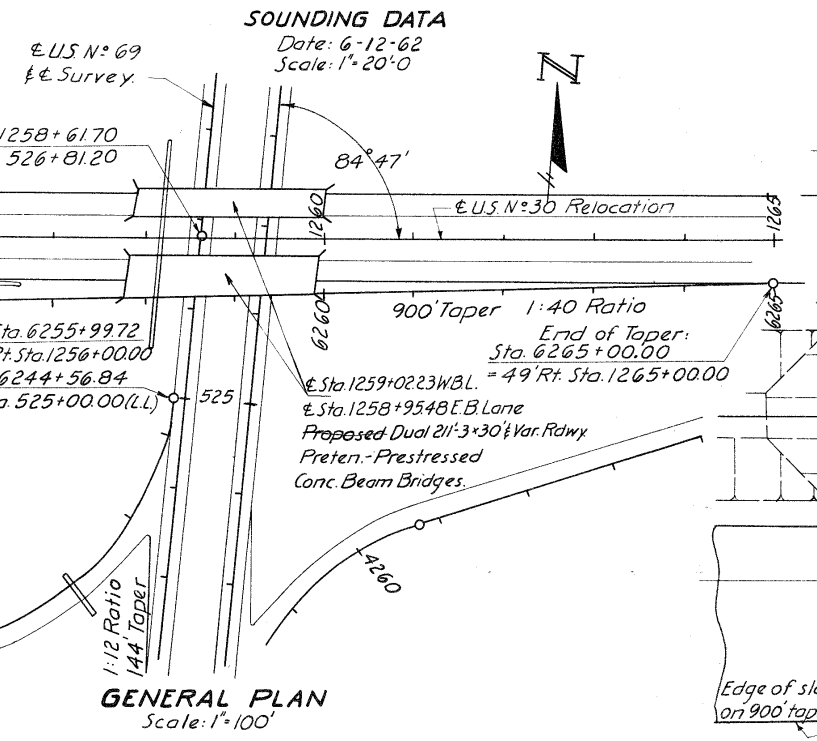 SOUNDING DATA
Date: 6-12-62
Scale: 1"=20'-0
℄ U.S. Nº 69
& ℄ Survey.
N
1258+61.70
526+81.20
84°47'
℄ U.S. Nº 30 Relocation
1260
1265
6260
6265
900' Taper 1:40 Ratio
End of Taper:
Sta. 6265+00.00
= 49' Rt. Sta. 1265+00.00
Sta. 6255+99.72
Rt. Sta. 1256+00.00
6244+56.84
a. 525+00.00 (L.L.)
525
℄ Sta. 1259+02.23 W.B.L.
℄ Sta. 1258+95.48 E.B. Lane
Proposed Dual 211'-3 x 30' & Var. Rdwy.
Preten.-Prestressed
Conc. Beam Bridges.
4260
1:12 Ratio
144' Taper
GENERAL PLAN
Scale: 1"=100'
Edge of sl
on 900' tap